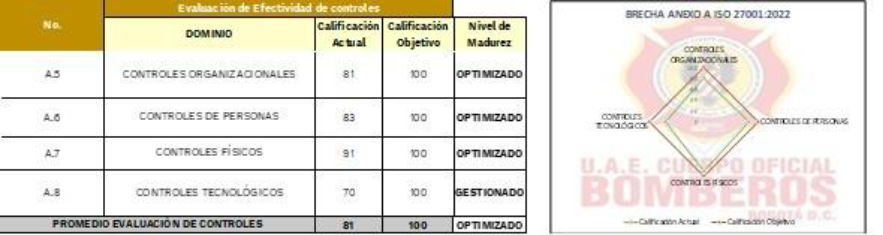 Evaluación de Efectividad de controles
No.
DOMINIO
Calificación Actual
Calificación Objetivo
Nivel de Madurez
A.5 CONTROLES ORGANIZACIONALES 81 100 OPTIMIZADO
A.6 CONTROLES DE PERSONAS 83 100 OPTIMIZADO
A.7 CONTROLES FÍSICOS 91 100 OPTIMIZADO
A.8 CONTROLES TECNOLÓGICOS 70 100 GESTIONADO
PROMEDIO EVALUACIÓN DE CONTROLES 81 100 OPTIMIZADO
BRECHA ANEXO A ISO 27001:2022
CONTROLES
ORGANIZACIONALES
CONTROLES
TECNOLÓGICOS
CONTROLES DE PERSONAS
CONTROLES FÍSICOS
U.A.E. CUERPO OFICIAL
BOMBEROS
BOGOTÁ D.C.
Calificación Actual
Calificación Objetivo